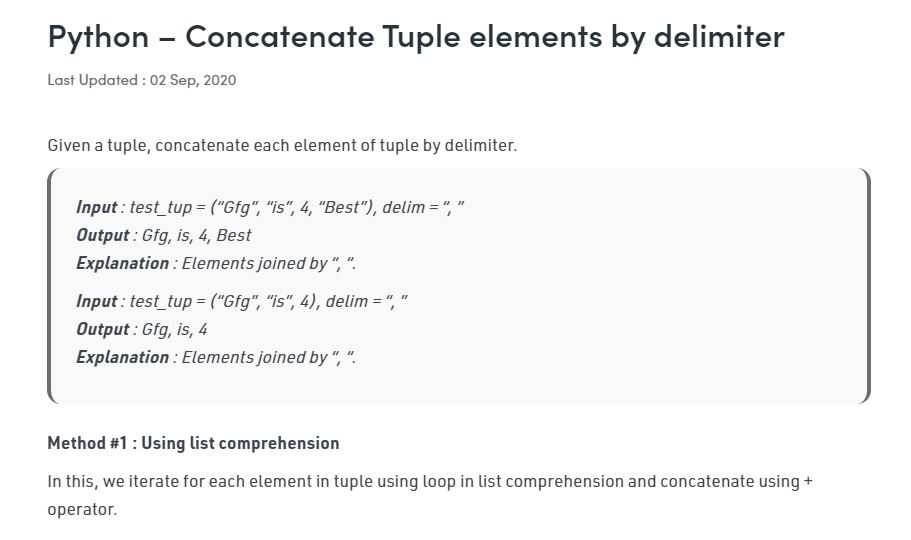 Python – Concatenate Tuple elements by delimiter
Last Updated : 02 Sep, 2020
Given a tuple, concatenate each element of tuple by delimiter.
Input : test_tup = (“Gfg”, “is”, 4, “Best”), delim = “, ”
Output : Gfg, is, 4, Best
Explanation : Elements joined by “, “.
Input : test_tup = (“Gfg”, “is”, 4), delim = “, ”
Output : Gfg, is, 4
Explanation : Elements joined by “, “.
Method #1 : Using list comprehension
In this, we iterate for each element in tuple using loop in list comprehension and concatenate using +
operator.